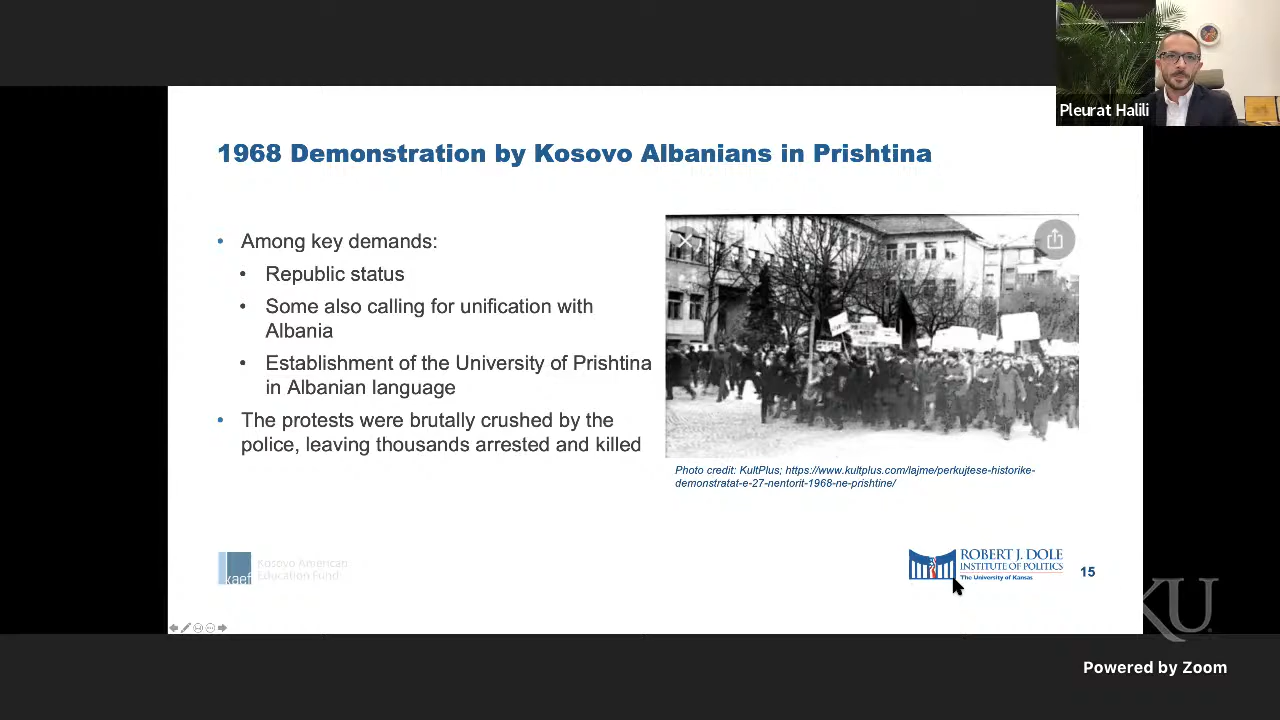 Pleurat Halili
1968 Demonstration by Kosovo Albanians in Prishtina
• Among key demands:
• Republic status
• Some also calling for unification with
Albania
• Establishment of the University of Prishtina
in Albanian language
• The protests were brutally crushed by the
police, leaving thousands arrested and killed
Photo credit: KultPlus; https://www.kultplus.com/lajme/perkujtese-historike-
demonstratat-e-27-nentorit-1968-ne-prishtine/
kaef
Kosovo American
Education Fund
ROBERT J. DOLE
INSTITUTE OF POLITICS
The University of Kansas
15
KU
Powered by Zoom